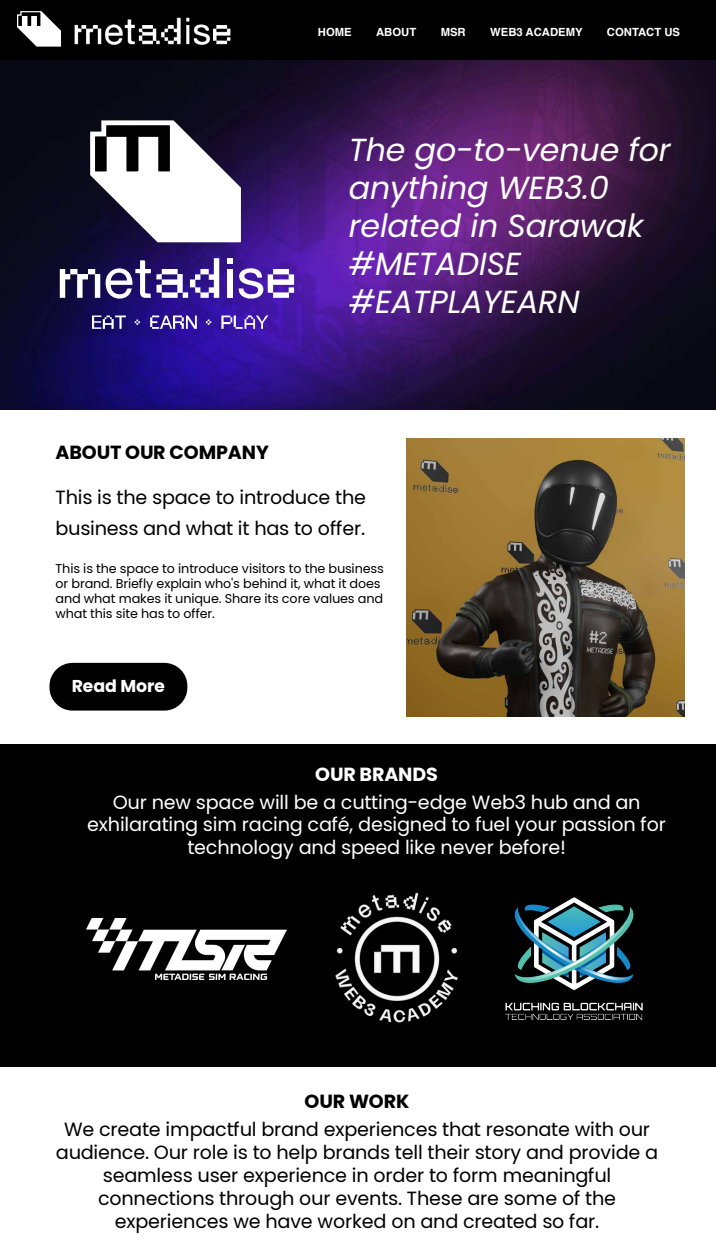 metadise
HOME ABOUT MSR WEB3 ACADEMY CONTACT US
metadise
EAT ⋄ EARN ⋄ PLAY
The go-to-venue for
anything WEB3.0
related in Sarawak
#METADISE
#EATPLAYEARN
ABOUT OUR COMPANY
This is the space to introduce the
business and what it has to offer.
This is the space to introduce visitors to the business
or brand. Briefly explain who's behind it, what it does
and what makes it unique. Share its core values and
what this site has to offer.
Read More
metadise
metadise
#2
METADISE
OUR BRANDS
Our new space will be a cutting-edge Web3 hub and an
exhilarating sim racing café, designed to fuel your passion for
technology and speed like never before!
MSR
METADISE SIM RACING
metadise
m
WEB3 ACADEMY
KUCHING BLOCKCHAIN
TECHNOLOGY ASSOCIATION
OUR WORK
We create impactful brand experiences that resonate with our
audience. Our role is to help brands tell their story and provide a
seamless user experience in order to form meaningful
connections through our events. These are some of the
experiences we have worked on and created so far.